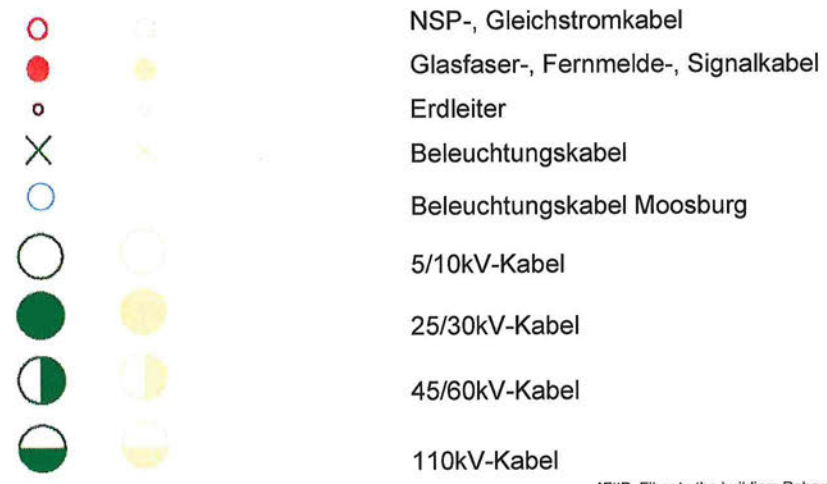 NSP-, Gleichstromkabel
Glasfaser-, Fernmelde-, Signalkabel
Erdleiter
Beleuchtungskabel
Beleuchtungskabel Moosburg
5/10kV-Kabel
25/30kV-Kabel
45/60kV-Kabel
110kV-Kabel